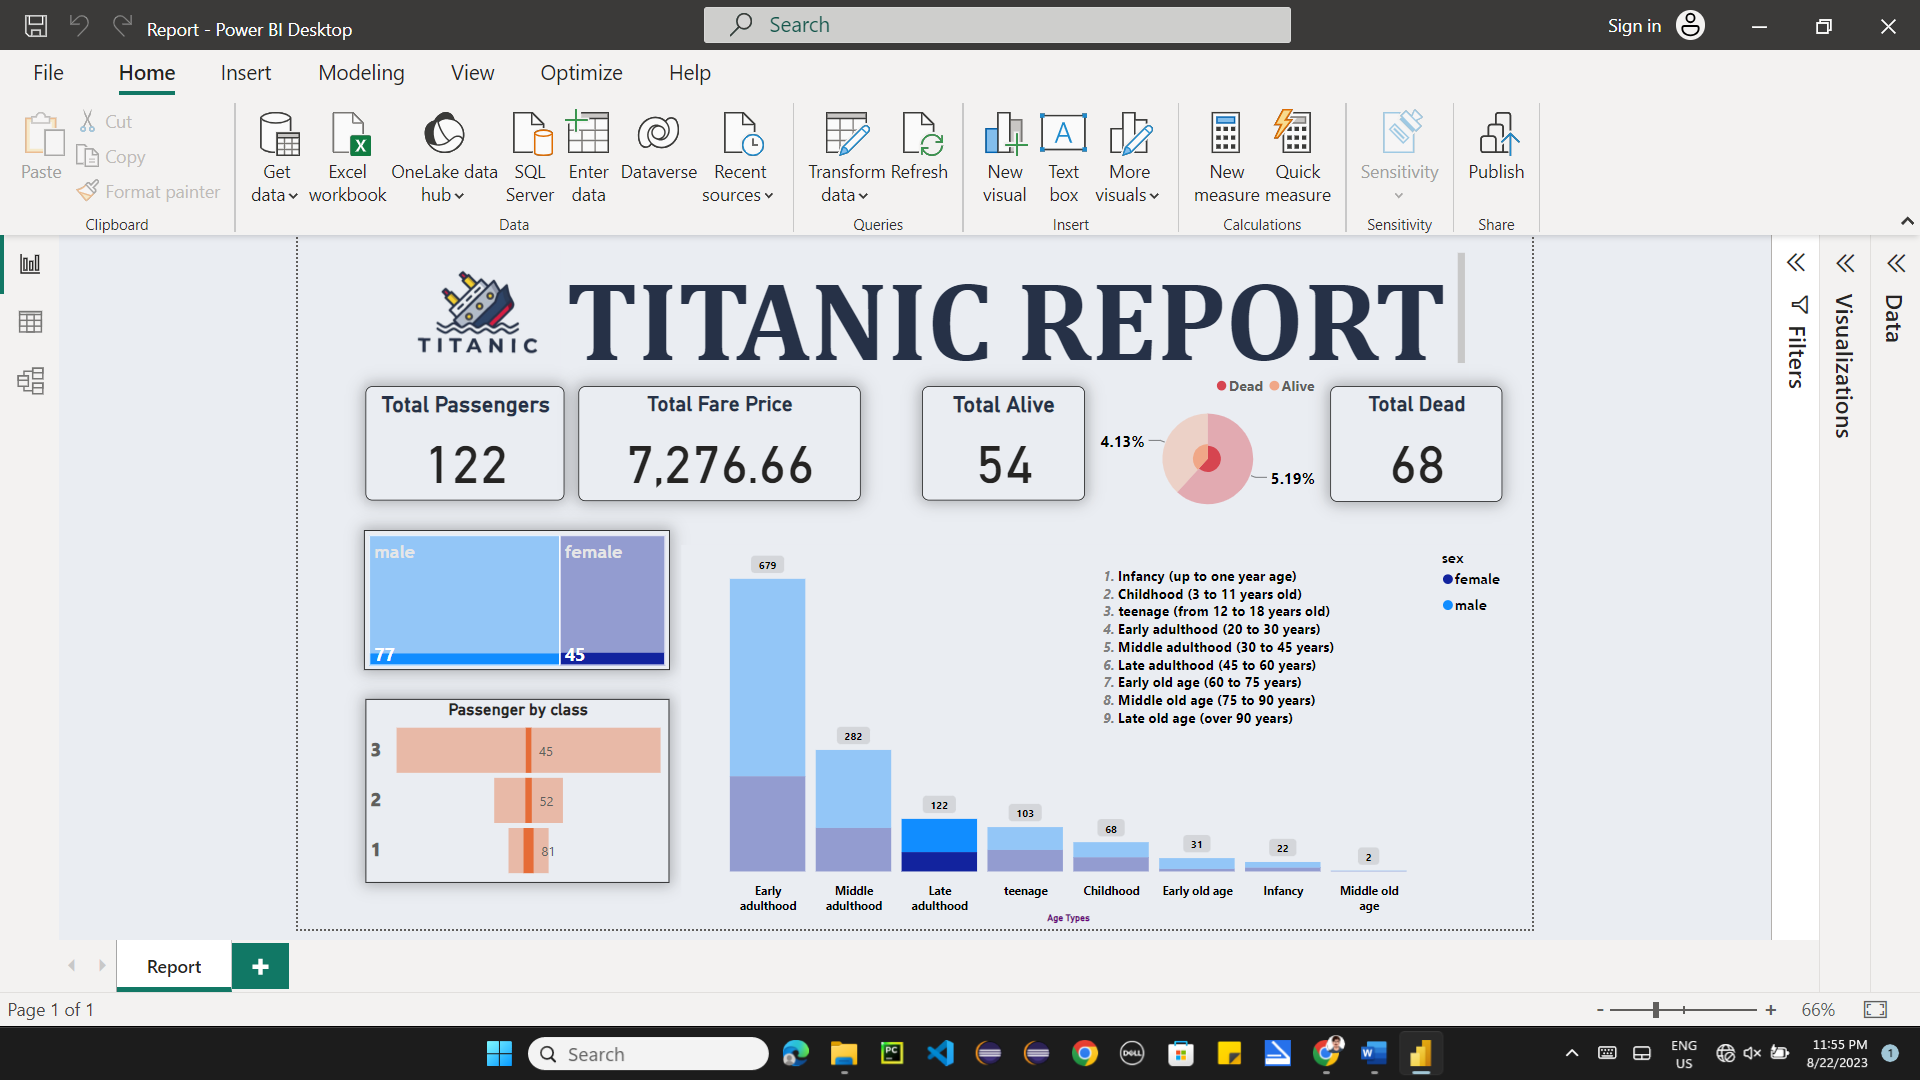 Report - Power BI Desktop
Search
Sign in
File Home Insert Modeling View Optimize Help
Paste
Cut
Copy
Format painter
Clipboard
Get data
Excel workbook
OneLake data hub
SQL Server
Enter data
Dataverse
Recent sources
Data
Transform data
Refresh
Queries
New visual
Text box
More visuals
Insert
New measure
Quick measure
Calculations
Sensitivity
Sensitivity
Publish
Share
TITANIC
TITANIC REPORT
Total Passengers
122
Total Fare Price
7,276.66
Total Alive
54
Dead Alive
4.13%
5.19%
Total Dead
68
male
77
female
45
Passenger by class
3 45
2 52
1 81
679
282
122
103
68
31
22
2
Early adulthood
Middle adulthood
Late adulthood
teenage
Childhood
Early old age
Infancy
Middle old age
Age Types
1. Infancy (up to one year age)
2. Childhood (3 to 11 years old)
3. teenage (from 12 to 18 years old)
4. Early adulthood (20 to 30 years)
5. Middle adulthood (30 to 45 years)
6. Late adulthood (45 to 60 years)
7. Early old age (60 to 75 years)
8. Middle old age (75 to 90 years)
9. Late old age (over 90 years)
sex
female
male
Filters
Visualizations
Data
Report
Page 1 of 1
- + 66%
Search
PC
DELL
W
ENG
US
11:55 PM
8/22/2023
1